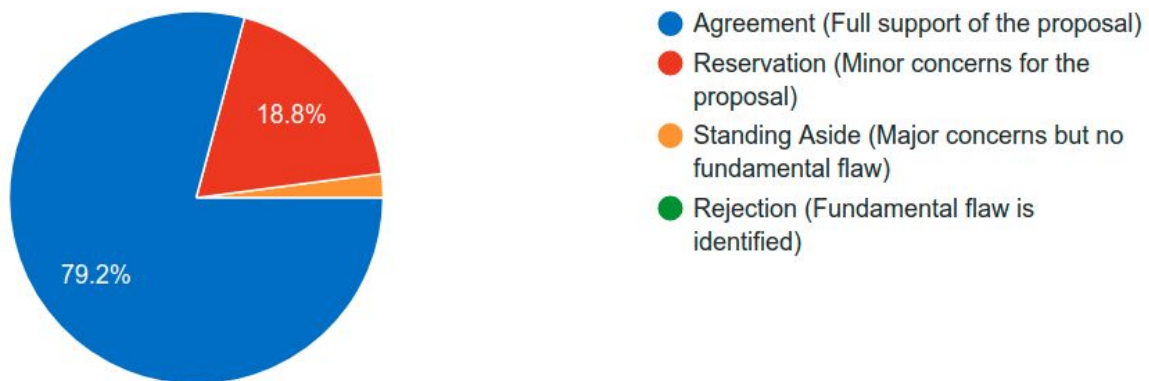 Agreement (Full support of the proposal)
Reservation (Minor concerns for the
proposal)
Standing Aside (Major concerns but no
fundamental flaw)
Rejection (Fundamental flaw is
identified)
18.8%
79.2%